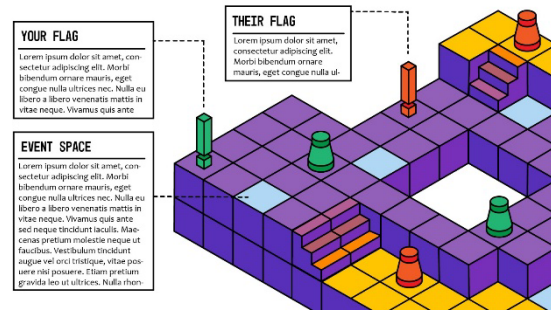 YOUR FLAG
Lorem ipsum dolor sit amet, con-
sectetur adipiscing elit. Morbi
bibendum ornare mauris, eget
congue nulla ultrices nec. Nulla eu
libero a libero venenatis mattis in
vitae neque. Vivamus quis ante
THEIR FLAG
Lorem ipsum dolor sit amet,
consectetur adipiscing elit.
Morbi bibendum ornare
mauris, eget congue nulla ul-
EVENT SPACE
Lorem ipsum dolor sit amet, con-
sectetur adipiscing elit. Morbi
bibendum ornare mauris, eget
congue nulla ultrices nec. Nulla eu
libero a libero venenatis mattis in
vitae neque. Vivamus quis ante
sed neque tincidunt iaculis. Mae-
cenas pretium molestie neque ut
faucibus. Vestibulum tincidunt
augue vel orci tristique, vitae pos-
uere nisi posuere. Etiam pretium
gravida leo ut ultrices. Nulla rhon-